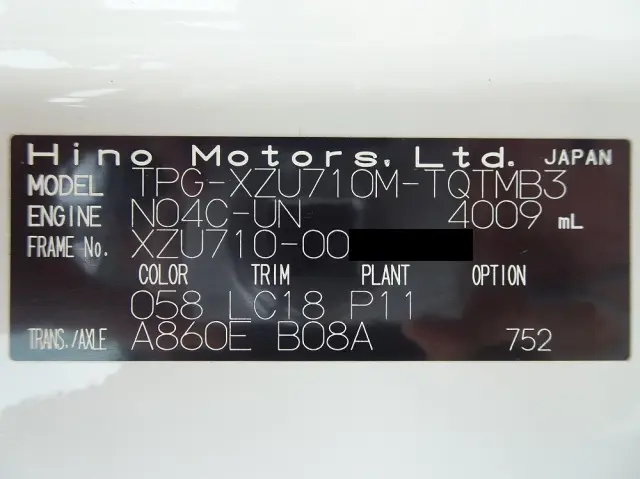 Hino Motors, Ltd. JAPAN
MODEL TPG-XZU710M-TQTMB3
ENGINE N04C-UN 4009 mL
FRAME No. XZU710-00
COLOR TRIM PLANT OPTION
058 LC18 P11
TRANS./AXLE A860E B08A 752